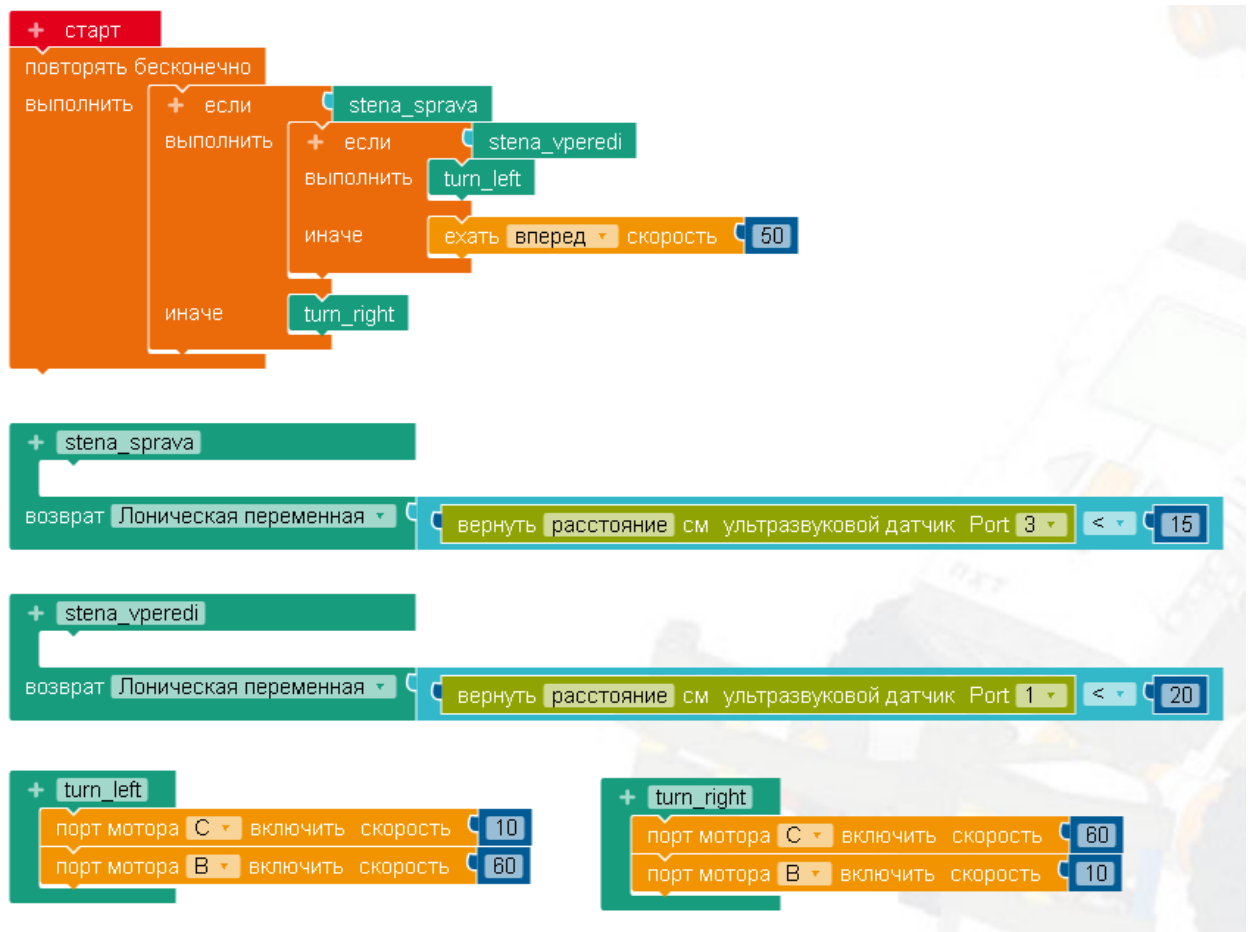 + старт
повторять бесконечно
выполнить + если stena_sprava
выполнить + если stena_vperedi
выполнить turn_left
иначе ехать вперед скорость 50
иначе turn_right
+ stena_sprava
возврат Лоническая переменная вернуть расстояние см ультразвуковой датчик Port 3 < 15
+ stena_vperedi
возврат Лоническая переменная вернуть расстояние см ультразвуковой датчик Port 1 < 20
+ turn_left
порт мотора C включить скорость 10
порт мотора B включить скорость 60
+ turn_right
порт мотора C включить скорость 60
порт мотора B включить скорость 10
NXT